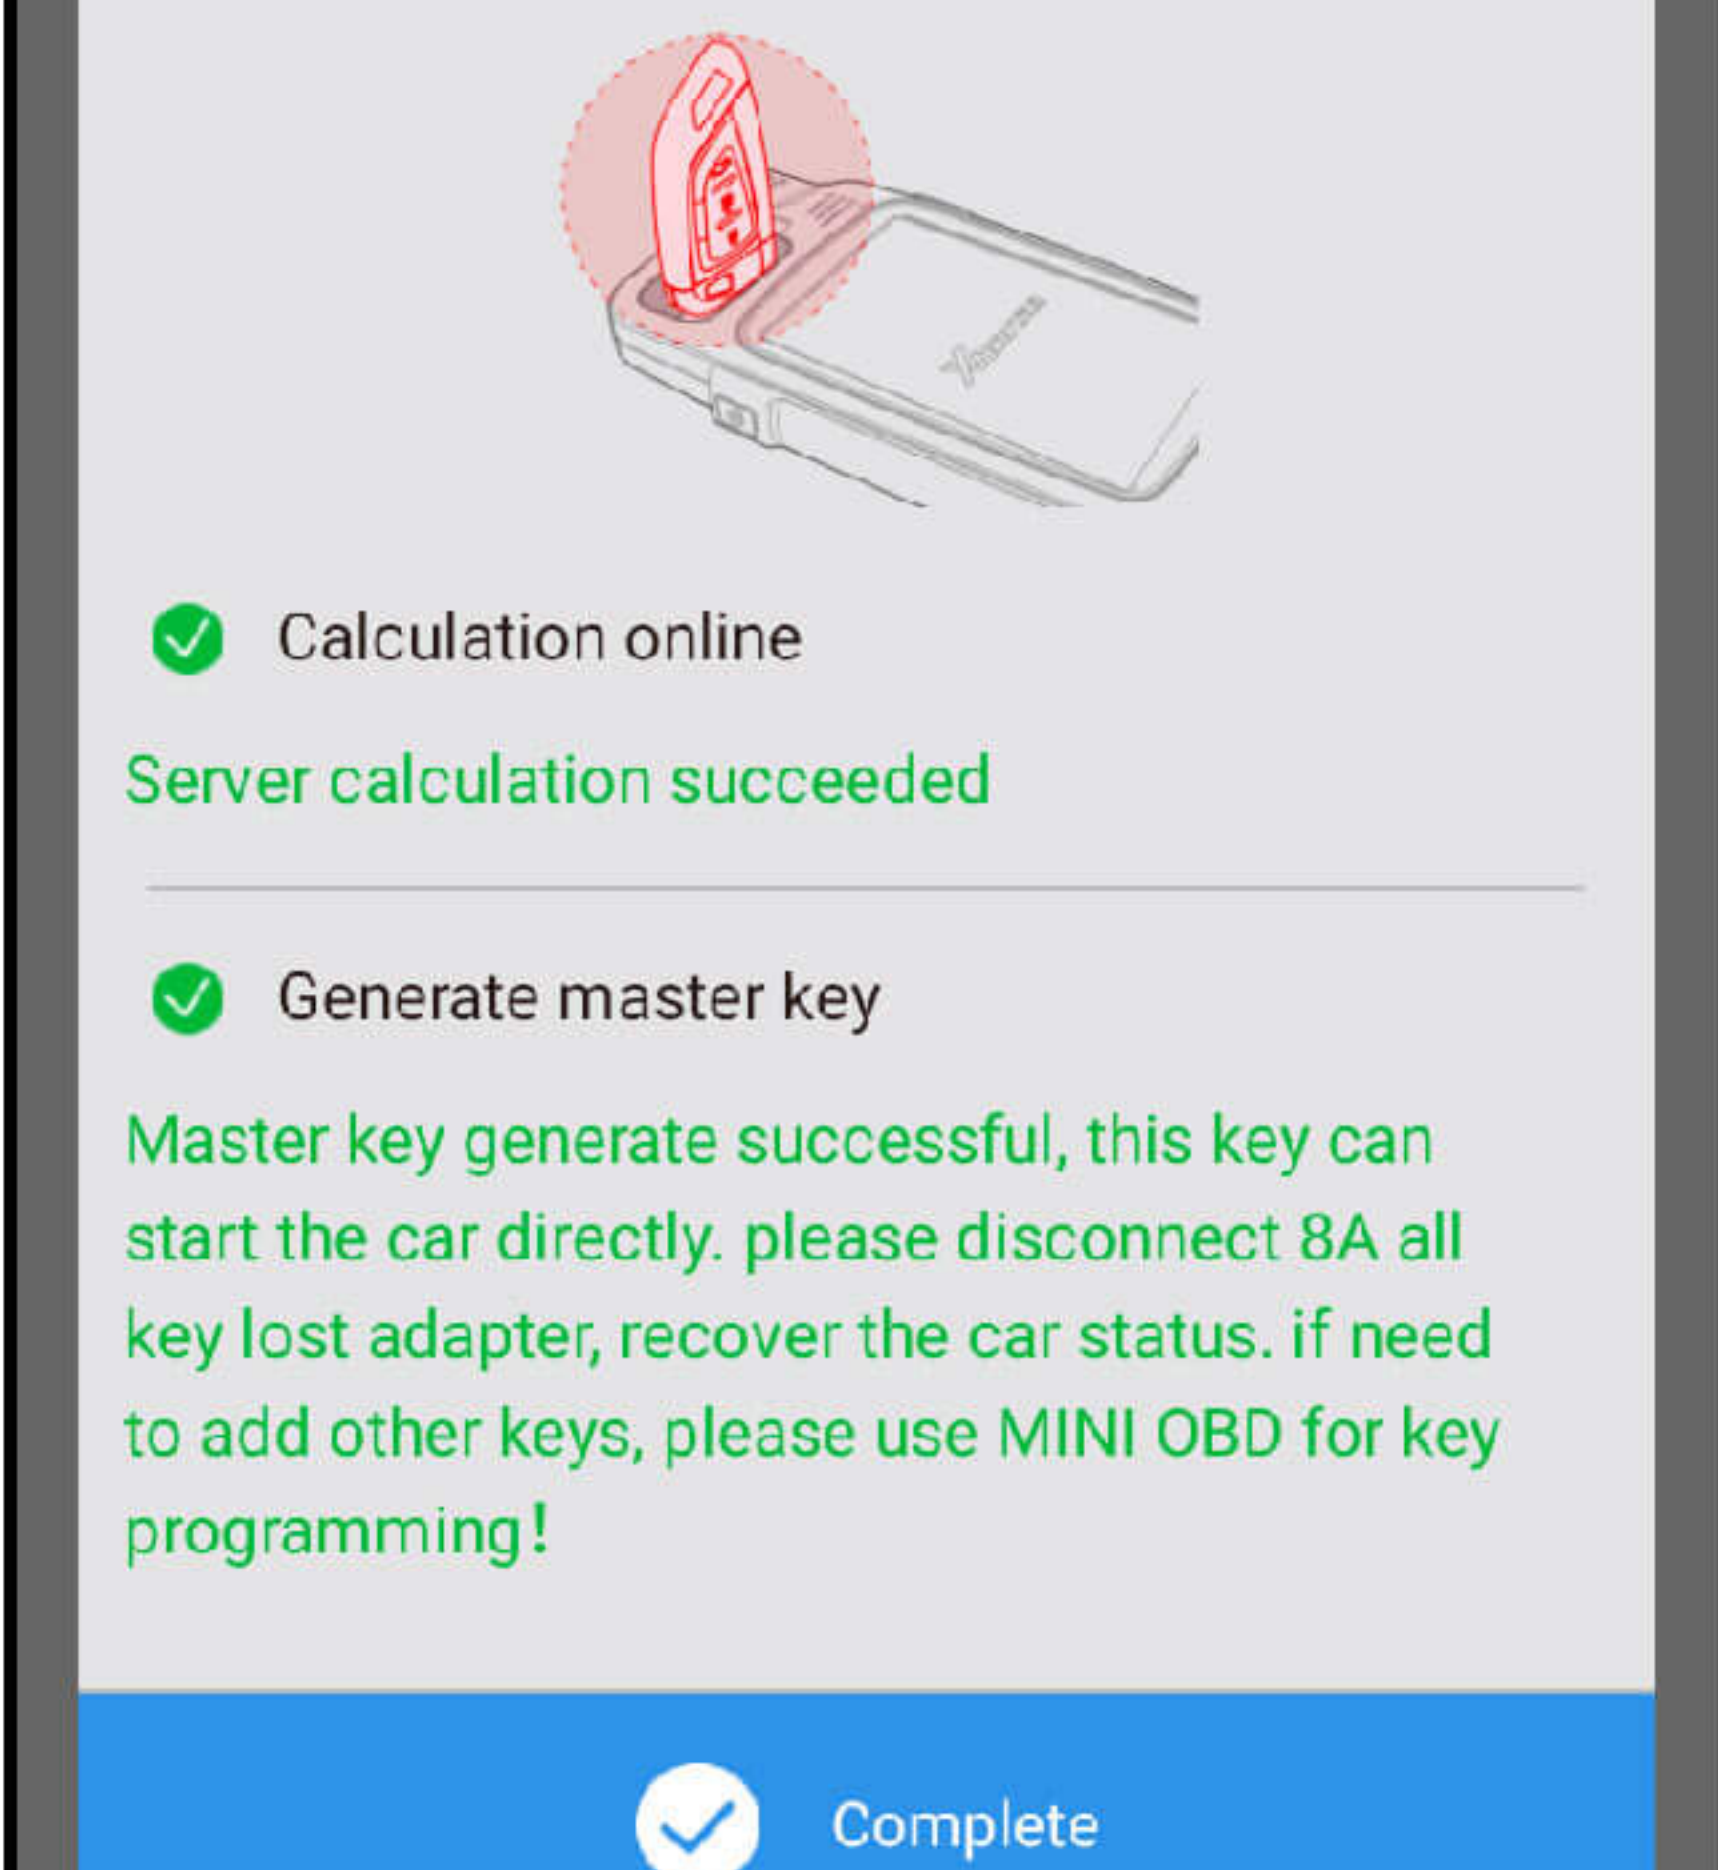 XHORSE
Calculation online
Server calculation succeeded
Generate master key
Master key generate successful, this key can
start the car directly. please disconnect 8A all
key lost adapter, recover the car status. if need
to add other keys, please use MINI OBD for key
programming!
Complete